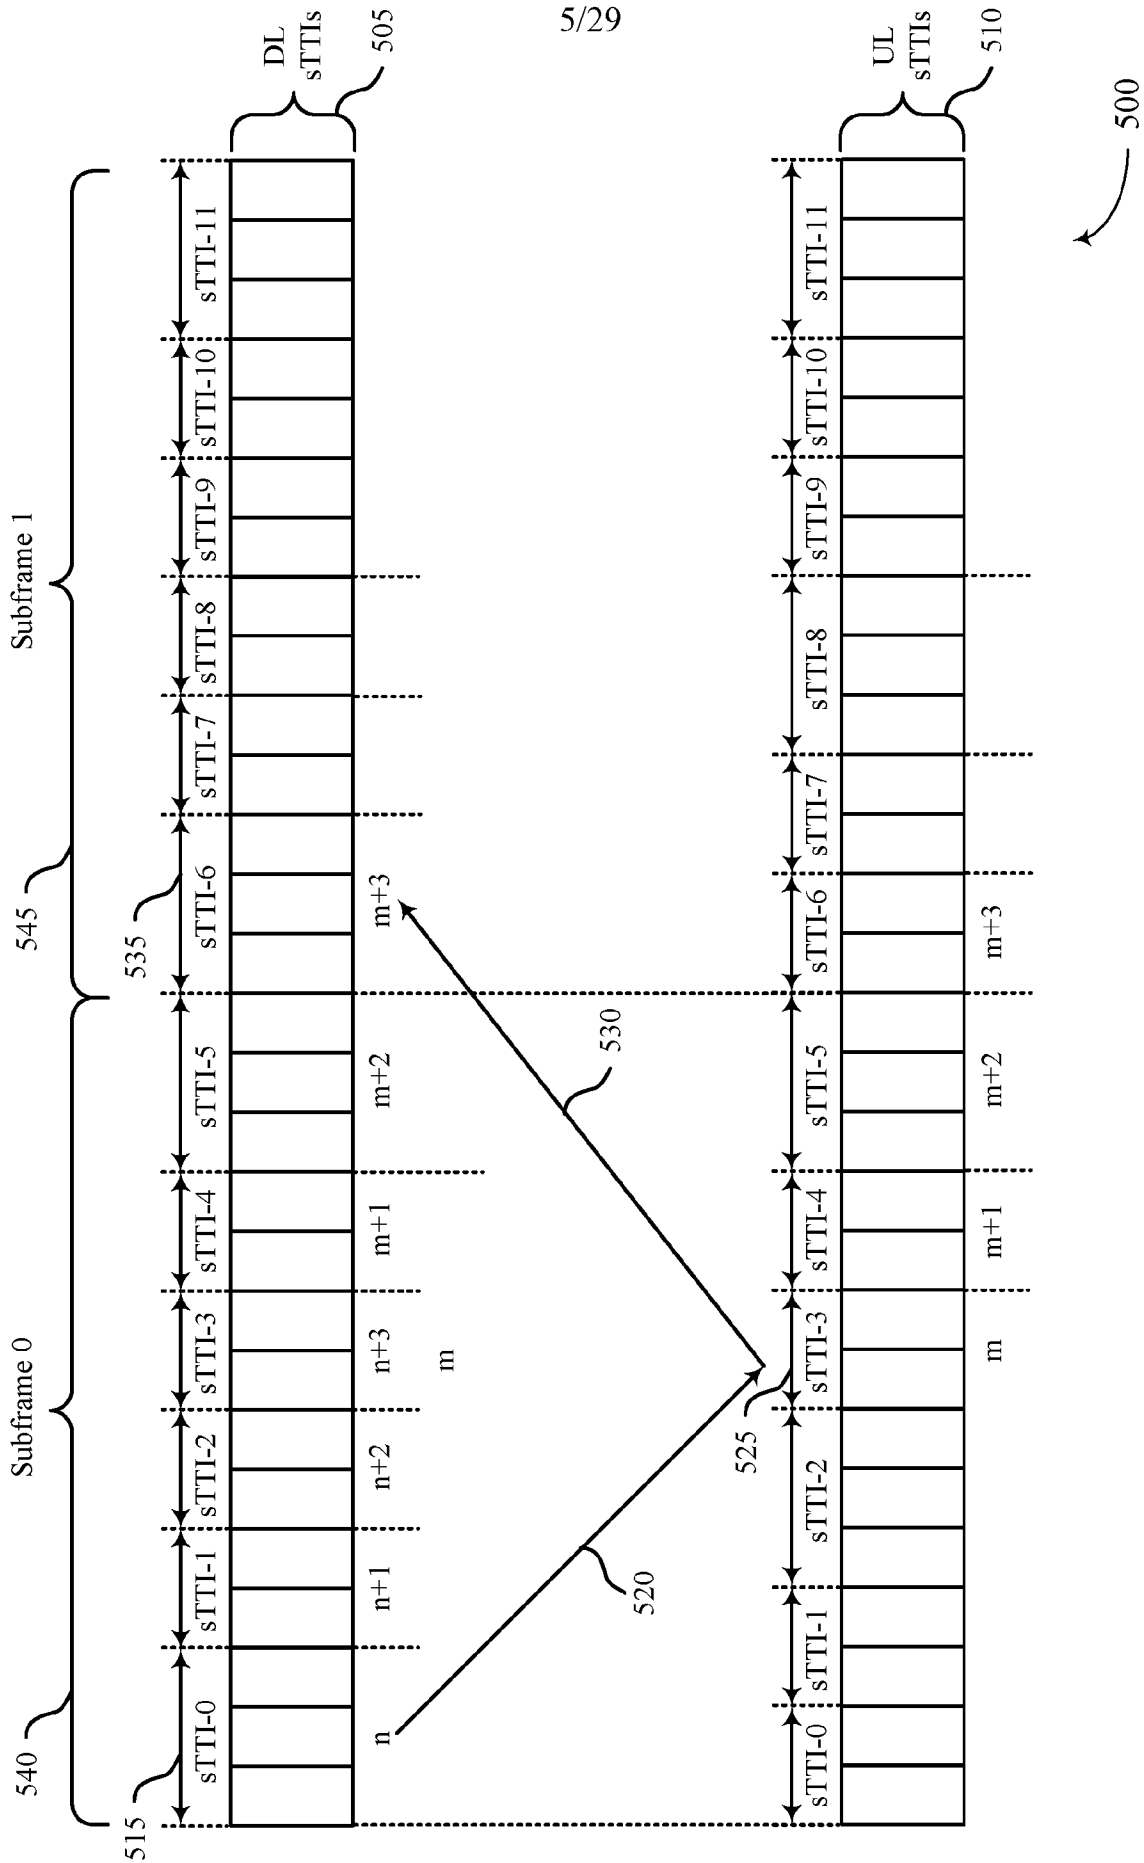 5/29
Subframe 0
Subframe 1
540
545
515
535
sTTI-0
sTTI-1
sTTI-2
sTTI-3
sTTI-4
sTTI-5
sTTI-6
sTTI-7
sTTI-8
sTTI-9
sTTI-10
sTTI-11
DL
sTTIs
505
n
n+1
n+2
n+3
m+1
m+2
m+3
m
520
530
525
sTTI-0
sTTI-1
sTTI-2
sTTI-3
sTTI-4
sTTI-5
sTTI-6
sTTI-7
sTTI-8
sTTI-9
sTTI-10
sTTI-11
UL
sTTIs
510
m
m+1
m+2
m+3
500